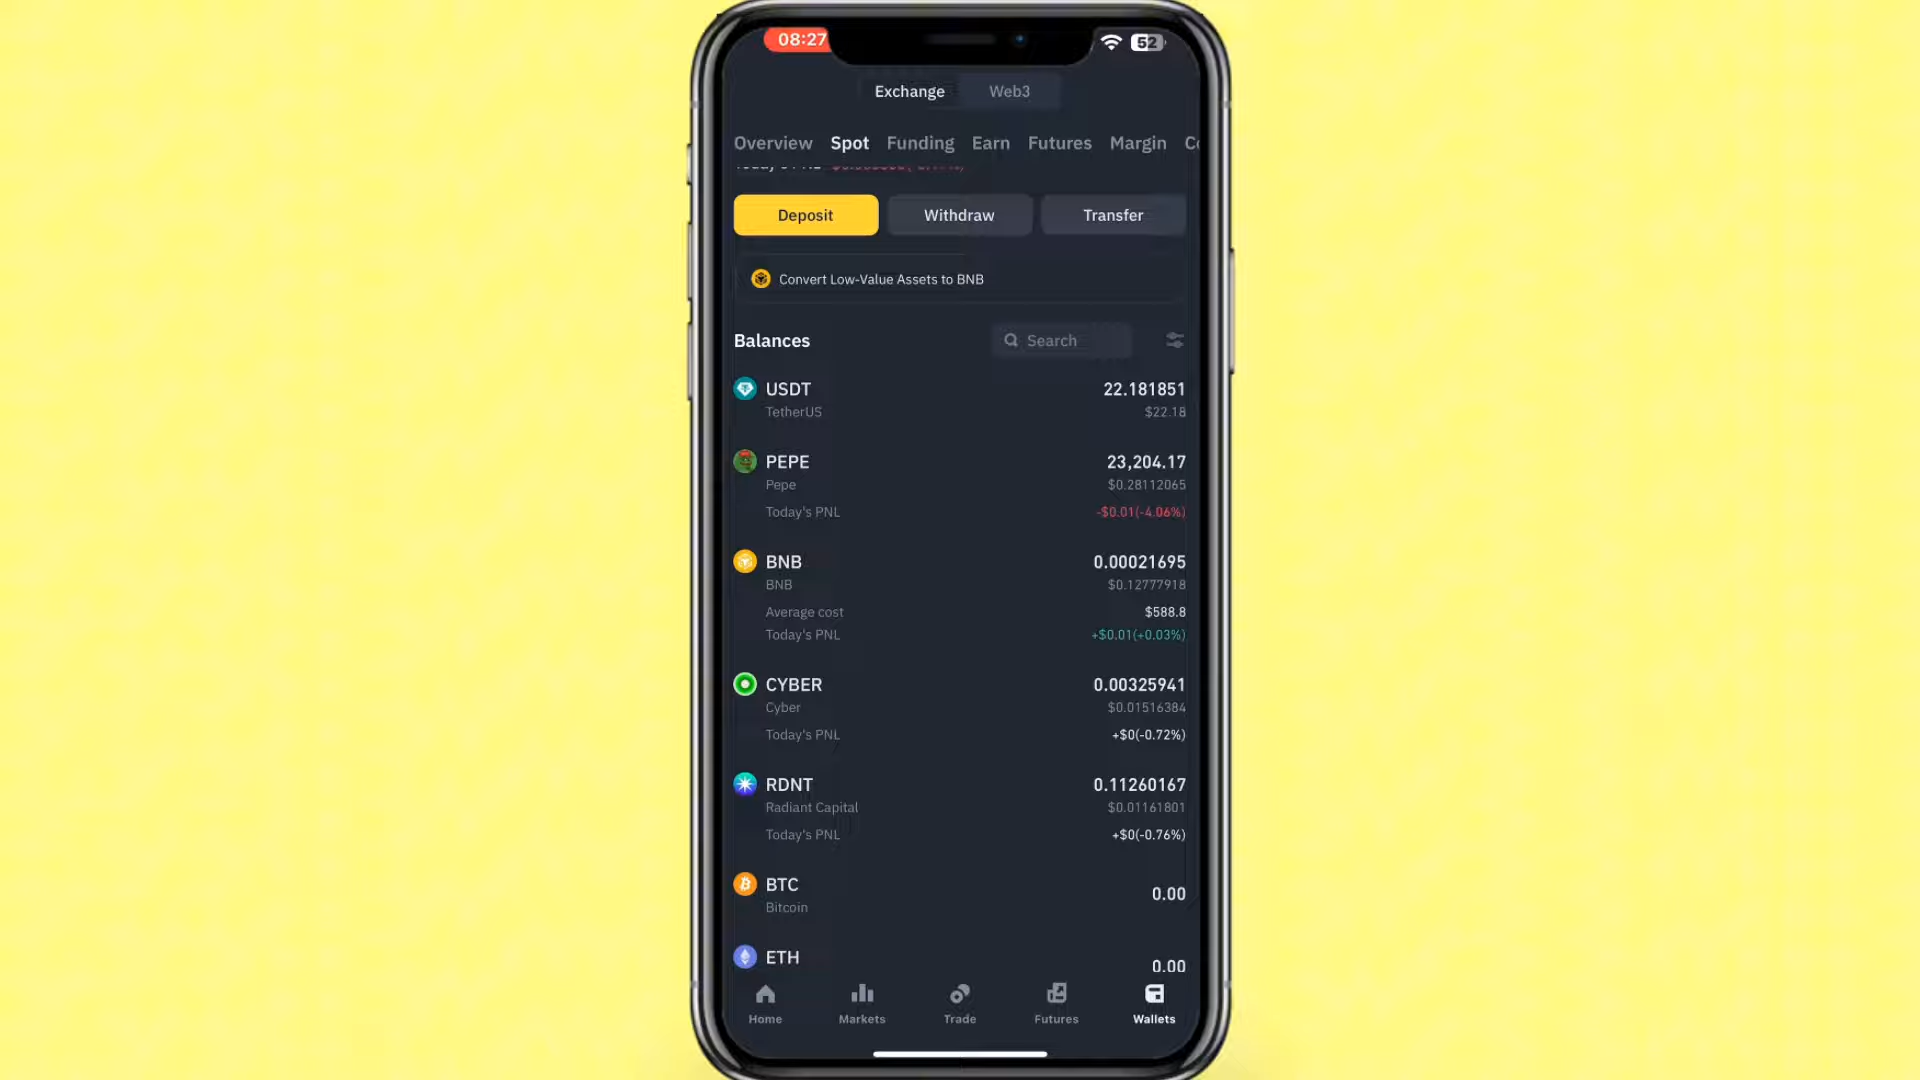 08:27 52
Exchange Web3
Overview Spot Funding Earn Futures Margin
Deposit Withdraw Transfer
Convert Low-Value Assets to BNB
Balances Search
USDT 22.181851
TetherUS $22.18
PEPE 23,204.17
Pepe $0.28112065
Today's PNL -$0.01(-4.06%)
BNB 0.00021695
BNB $0.12777918
Average cost $588.8
Today's PNL +$0.01(+0.03%)
CYBER 0.00325941
Cyber $0.01516384
Today's PNL +$0(-0.72%)
RDNT 0.11260167
Radiant Capital $0.01161801
Today's PNL +$0(-0.76%)
BTC 0.00
Bitcoin
ETH 0.00
Home Markets Trade Futures Wallets